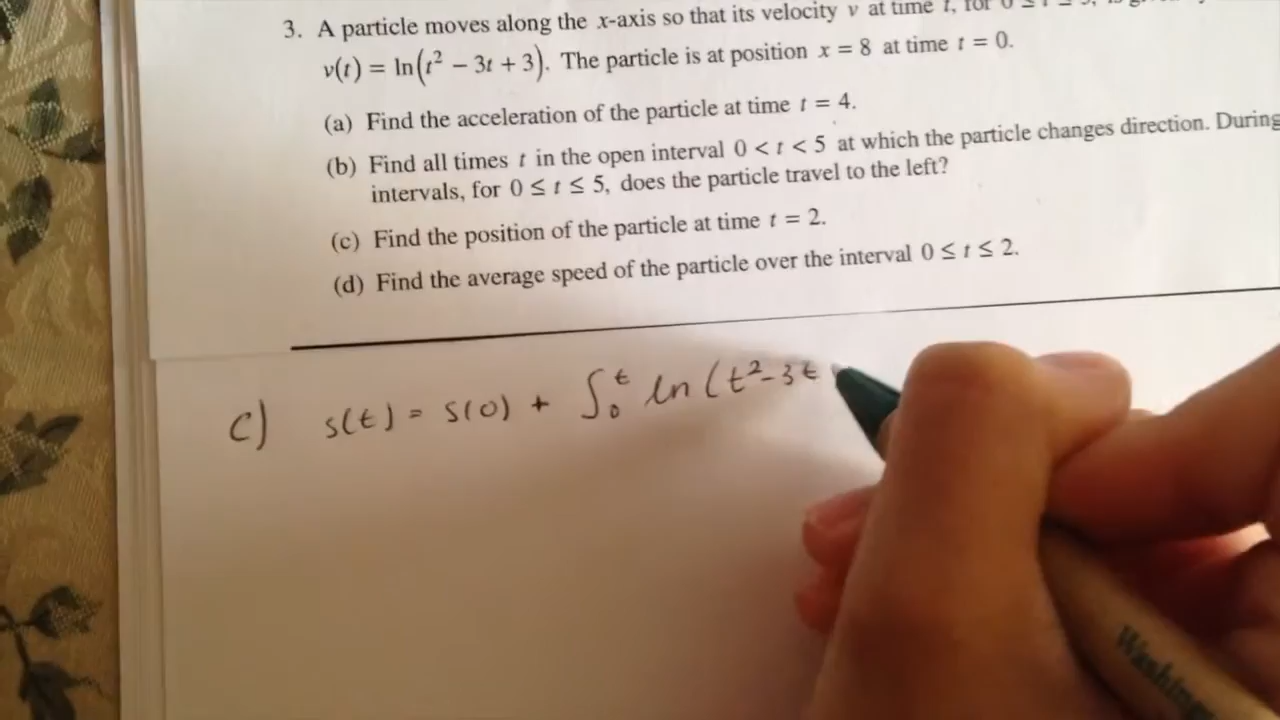 3. A particle moves along the x-axis so that its velocity v at time t, for 0 ≤ t ≤ 5, is
v(t) = ln(t² − 3t + 3). The particle is at position x = 8 at time t = 0.
(a) Find the acceleration of the particle at time t = 4.
(b) Find all times t in the open interval 0 < t < 5 at which the particle changes direction. During
intervals, for 0 ≤ t ≤ 5, does the particle travel to the left?
(c) Find the position of the particle at time t = 2.
(d) Find the average speed of the particle over the interval 0 ≤ t ≤ 2.
c) s(t) = s(0) + ∫₀ᵗ ln(t²-3t